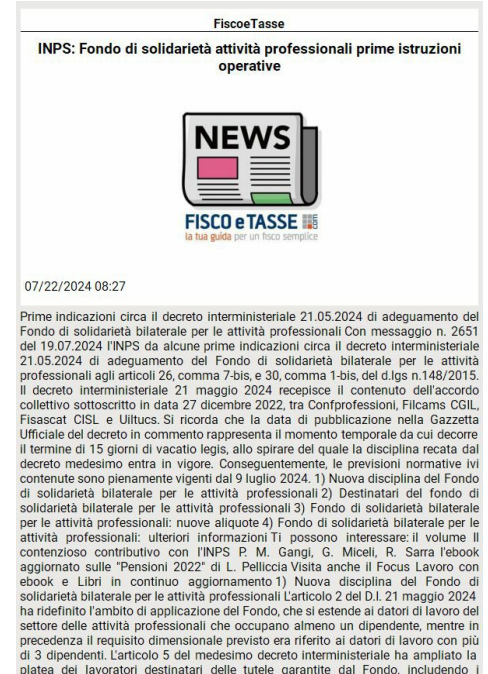 FiscoeTasse
INPS: Fondo di solidarietà attività professionali prime istruzioni
operative
NEWS
FISCO e TASSE .com
la tua guida per un fisco semplice
07/22/2024 08:27
Prime indicazioni circa il decreto interministeriale 21.05.2024 di adeguamento del
Fondo di solidarietà bilaterale per le attività professionali Con messaggio n. 2651
del 19.07.2024 l'INPS da alcune prime indicazioni circa il decreto interministeriale
21.05.2024 di adeguamento del Fondo di solidarietà bilaterale per le attività
professionali agli articoli 26, comma 7-bis, e 30, comma 1-bis, del d.lgs n.148/2015.
Il decreto interministeriale 21 maggio 2024 recepisce il contenuto dell'accordo
collettivo sottoscritto in data 27 dicembre 2022, tra Confprofessioni, Filcams CGIL,
Fisascat CISL e Uiltucs. Si ricorda che la data di pubblicazione nella Gazzetta
Ufficiale del decreto in commento rappresenta il momento temporale da cui decorre
il termine di 15 giorni di vacatio legis, allo spirare del quale la disciplina recata dal
decreto medesimo entra in vigore. Conseguentemente, le previsioni normative ivi
contenute sono pienamente vigenti dal 9 luglio 2024. 1) Nuova disciplina del Fondo
di solidarietà bilaterale per le attività professionali 2) Destinatari del fondo di
solidarietà bilaterale per le attività professionali 3) Fondo di solidarietà bilaterale
per le attività professionali: nuove aliquote 4) Fondo di solidarietà bilaterale per le
attività professionali: ulteriori informazioni Ti possono interessare: il volume Il
contenzioso contributivo con l'INPS P. M. Gangi, G. Miceli, R. Sarra l'ebook
aggiornato sulle "Pensioni 2022" di L. Pelliccia Visita anche il Focus Lavoro con
ebook e Libri in continuo aggiornamento 1) Nuova disciplina del Fondo di
solidarietà bilaterale per le attività professionali L'articolo 2 del D.I. 21 maggio 2024
ha ridefinito l'ambito di applicazione del Fondo, che si estende ai datori di lavoro del
settore delle attività professionali che occupano almeno un dipendente, mentre in
precedenza il requisito dimensionale previsto era riferito ai datori di lavoro con più
di 3 dipendenti. L'articolo 5 del medesimo decreto interministeriale ha ampliato la
platea dei lavoratori destinatari delle tutele garantite dal Fondo, includendo i